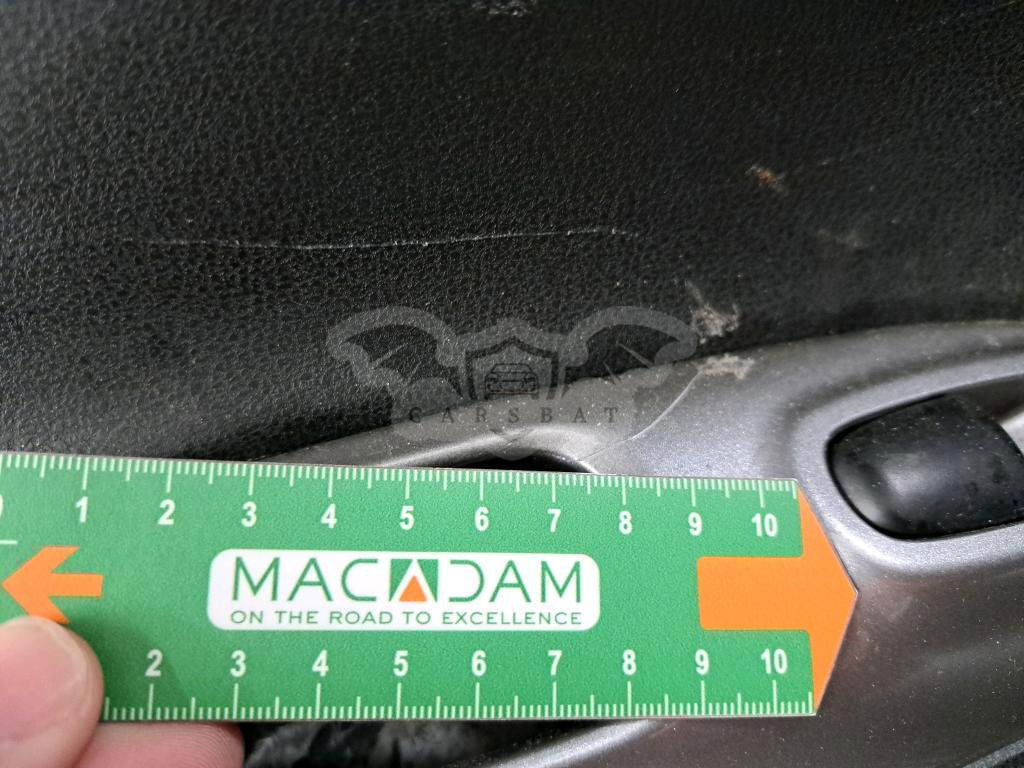 CARSBAT
0 1 2 3 4 5 6 7 8 9 10
MACADAM
ON THE ROAD TO EXCELLENCE
2 3 4 5 6 7 8 9 10